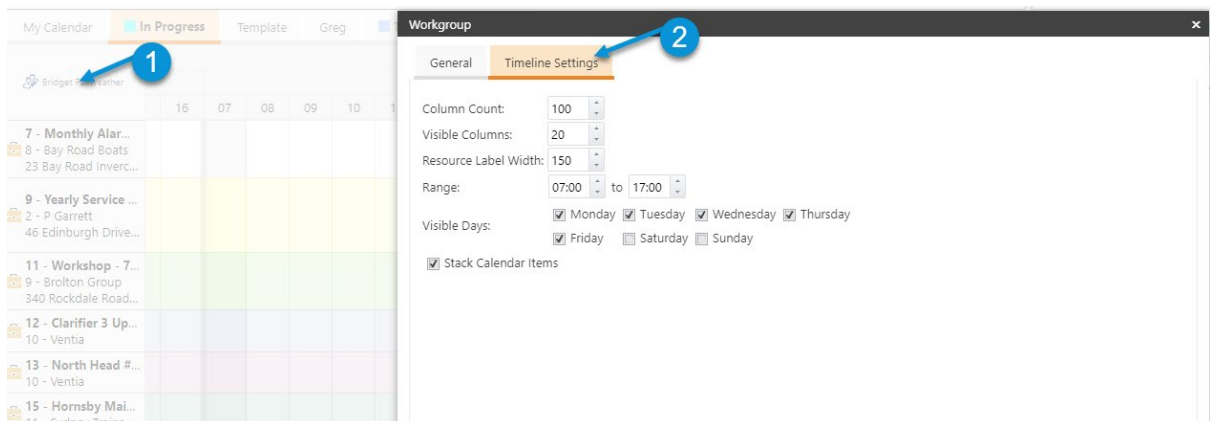 My Calendar In Progress Template Greg
Workgroup x
1
2
Bridget
General Timeline Settings
16 07 08 09 10 1
Column Count: 100
Visible Columns: 20
Resource Label Width: 150
Range: 07:00 to 17:00
Visible Days: Monday Tuesday Wednesday Thursday
Friday Saturday Sunday
Stack Calendar Items
7 - Monthly Alar...
8 - Bay Road Boats
23 Bay Road Inverc...
9 - Yearly Service ...
2 - P Garrett
46 Edinburgh Drive...
11 - Workshop - 7...
9 - Brolton Group
340 Rockdale Road...
12 - Clarifier 3 Up...
10 - Ventia
13 - North Head #...
10 - Ventia
15 - Hornsby Mai...